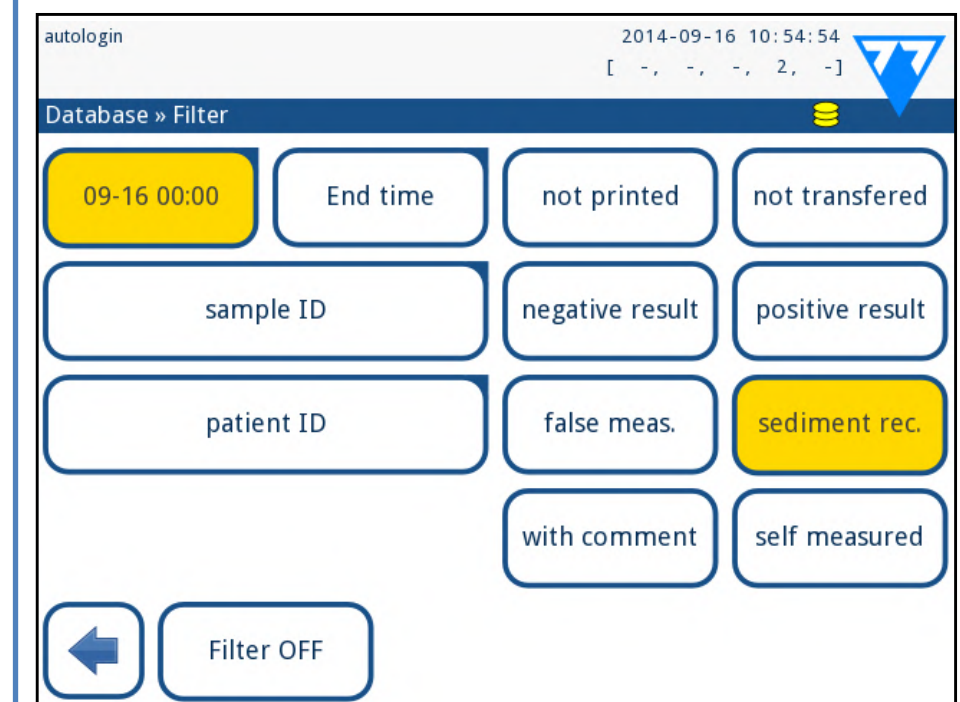 autologin
2014-09-16 10:54:54
[ -, -, -, 2, -]
Database » Filter
09-16 00:00
End time
not printed
not transfered
sample ID
negative result
positive result
patient ID
false meas.
sediment rec.
with comment
self measured
Filter OFF